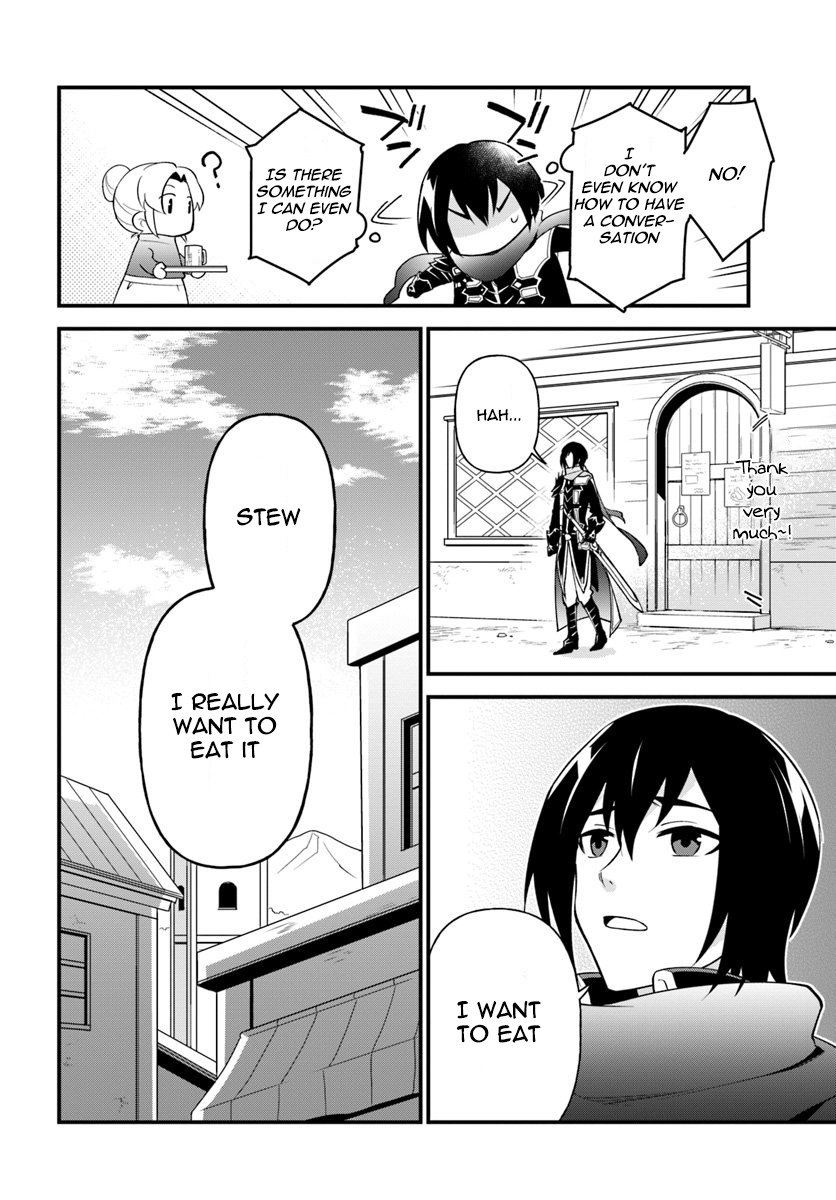 NO!
I
DON'T
EVEN KNOW
HOW TO HAVE
A CONVER-
SATION
IS THERE
SOMETHING
I CAN EVEN
DO?
?
Thank
you
very
much~!
HAH...
I WANT
TO EAT
STEW
I REALLY
WANT TO
EAT IT